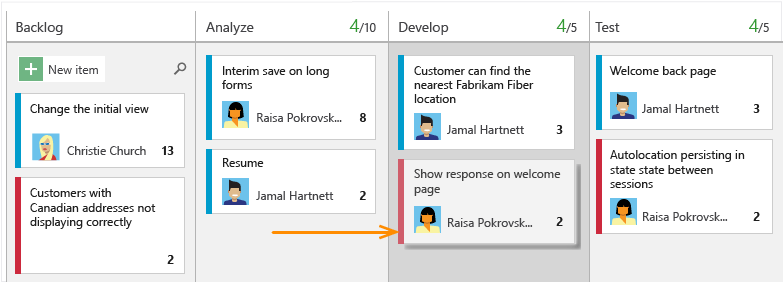 Backlog
New item
Change the initial view
Christie Church 13
Customers with
Canadian addresses not
displaying correctly
2
Analyze 4/10
Interim save on long
forms
Raisa Pokrovsk... 8
Resume
Jamal Hartnett 2
Develop 4/5
Customer can find the
nearest Fabrikam Fiber
location
Jamal Hartnett 3
Show response on welcome
page
Raisa Pokrovsk... 2
Test 4/5
Welcome back page
Jamal Hartnett 3
Autolocation persisting in
state state between
sessions
Raisa Pokrovsk... 2